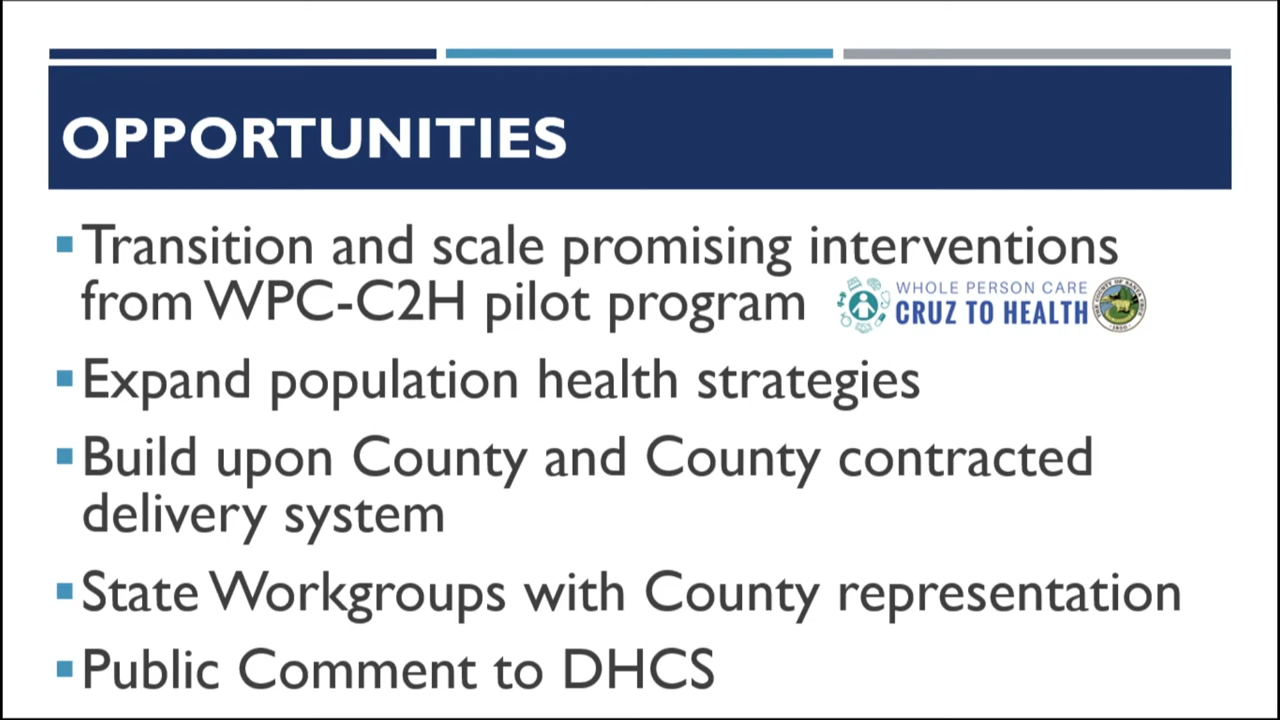 OPPORTUNITIES
Transition and scale promising interventions
from WPC-C2H pilot program
WHOLE PERSON CARE
CRUZ TO HEALTH
Expand population health strategies
Build upon County and County contracted
delivery system
State Workgroups with County representation
Public Comment to DHCS